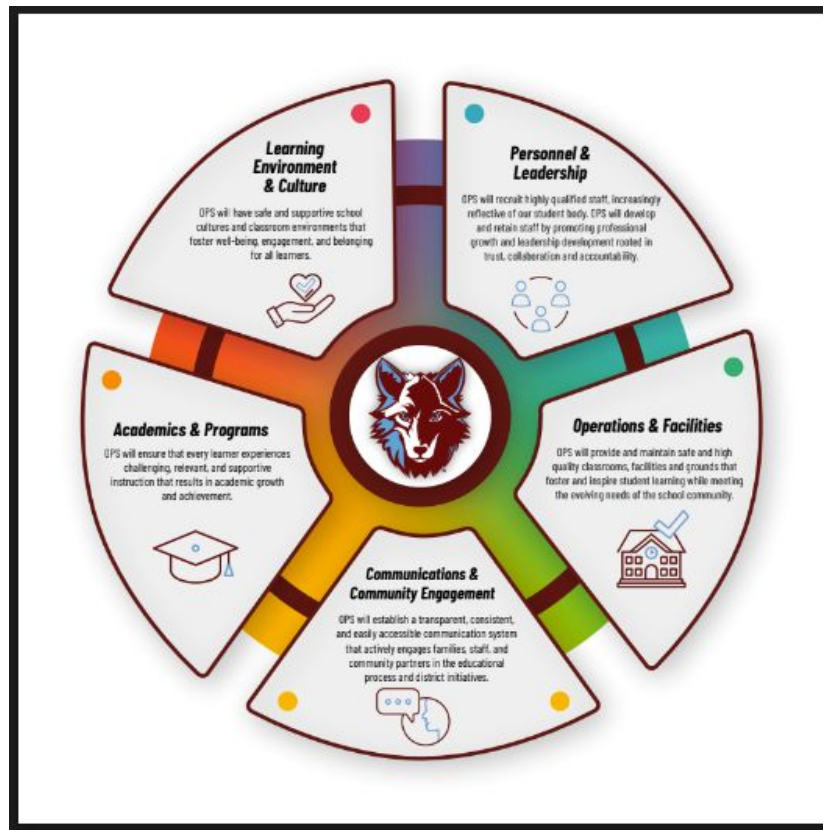 Learning
Environment
& Culture
OPS will have safe and supportive school
cultures and classroom environments that
foster well-being, engagement, and belonging
for all learners.
Personnel &
Leadership
OPS will recruit highly qualified staff, increasingly
reflective of our student body. OPS will develop
and retain staff by promoting professional
growth and leadership development rooted in
trust, collaboration and accountability.
Academics & Programs
OPS will ensure that every learner experiences
challenging, relevant, and supportive
instruction that results in academic growth
and achievement.
Operations & Facilities
OPS will provide and maintain safe and high
quality classrooms, facilities and grounds that
foster and inspire student learning while meeting
the evolving needs of the school community.
Communications &
Community Engagement
OPS will establish a transparent, consistent,
and easily accessible communication system
that actively engages families, staff, and
community partners in the educational
process and district initiatives.